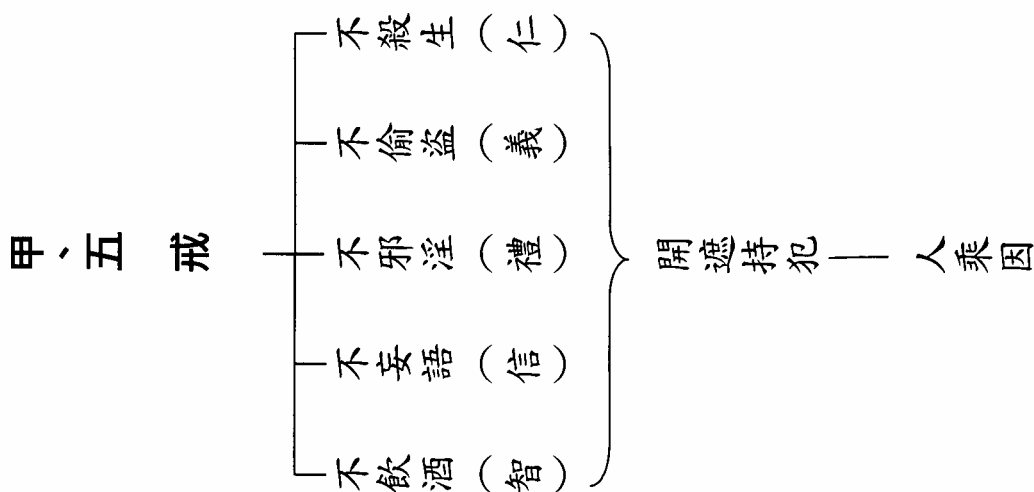 甲、五戒
不殺生（仁）
不偷盜（義）
不邪淫（禮）
不妄語（信）
不飲酒（智）
開遮持犯
人乘因